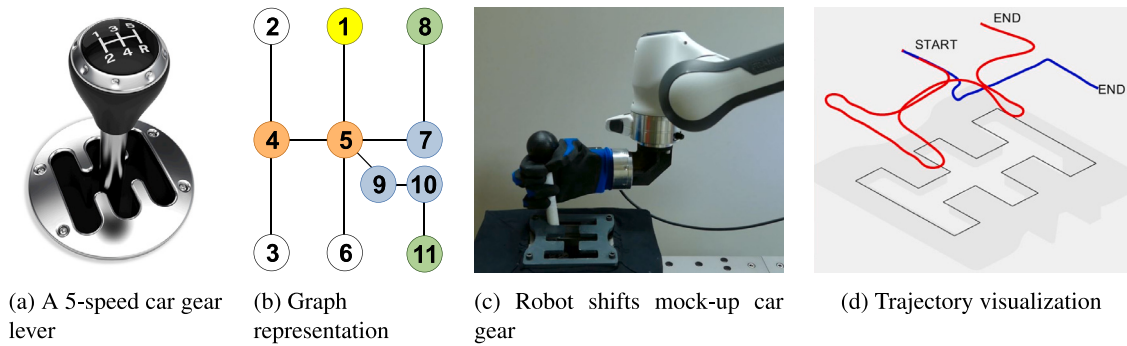 1 3 5
2 4 R
2 1 8
4 5 7
9 10
3 6 11
START
END
END
(a) A 5-speed car gear
lever
(b) Graph
representation
(c) Robot shifts mock-up car
gear
(d) Trajectory visualization